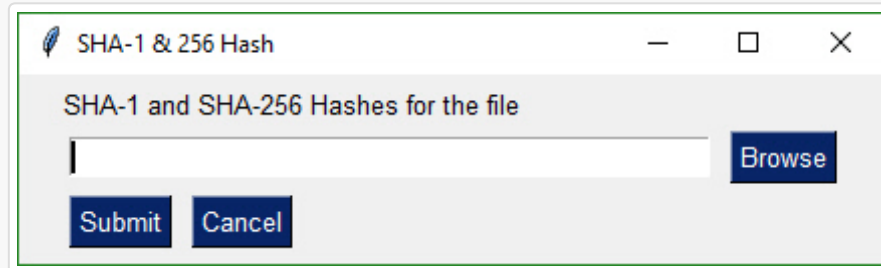 SHA-1 & 256 Hash
SHA-1 and SHA-256 Hashes for the file
Browse
Submit Cancel